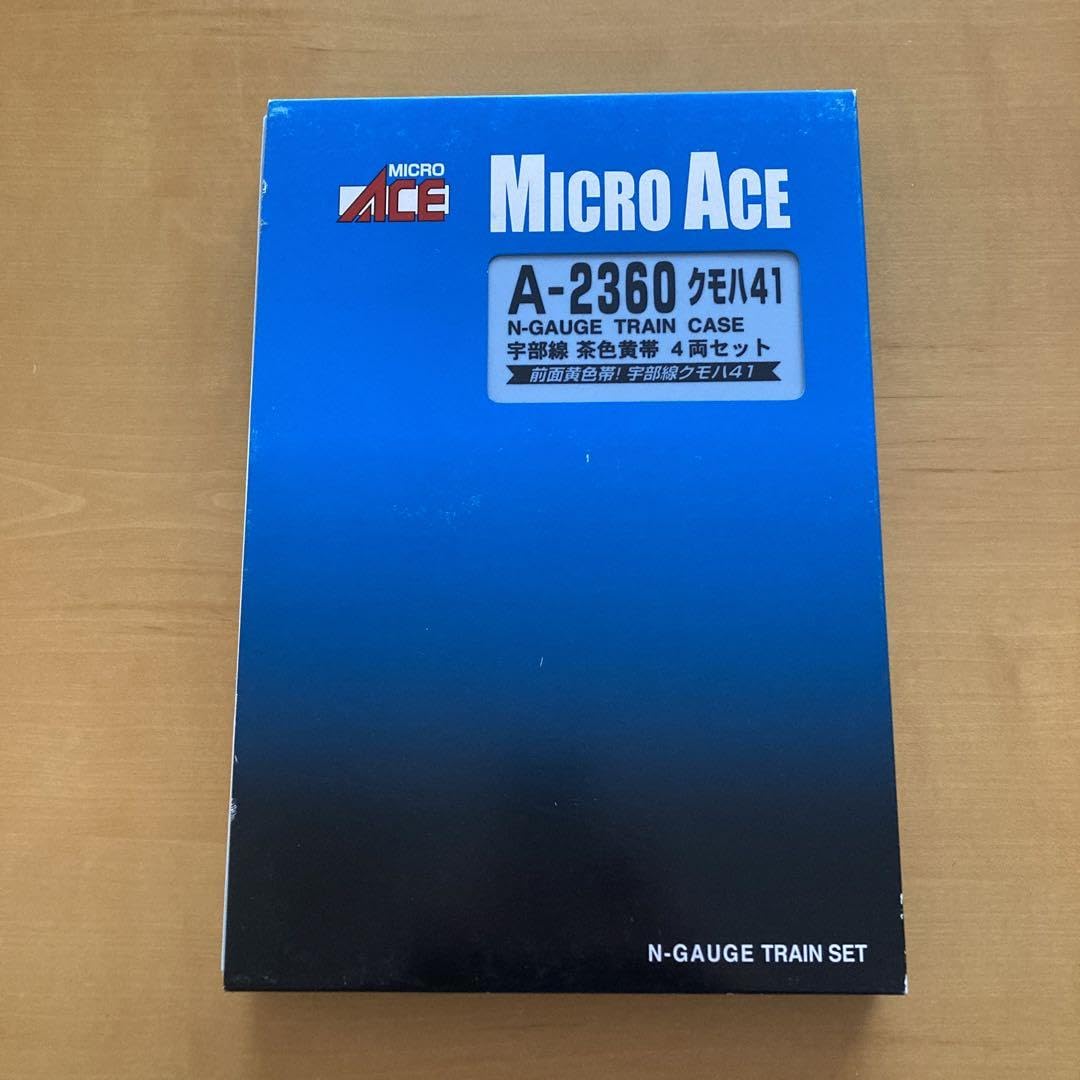 MICRO
ACE
MICRO ACE
A-2360 クモハ41
N-GAUGE TRAIN CASE
宇部線 茶色黄帯 4両セット
前面黄色帯! 宇部線クモハ41
N-GAUGE TRAIN SET